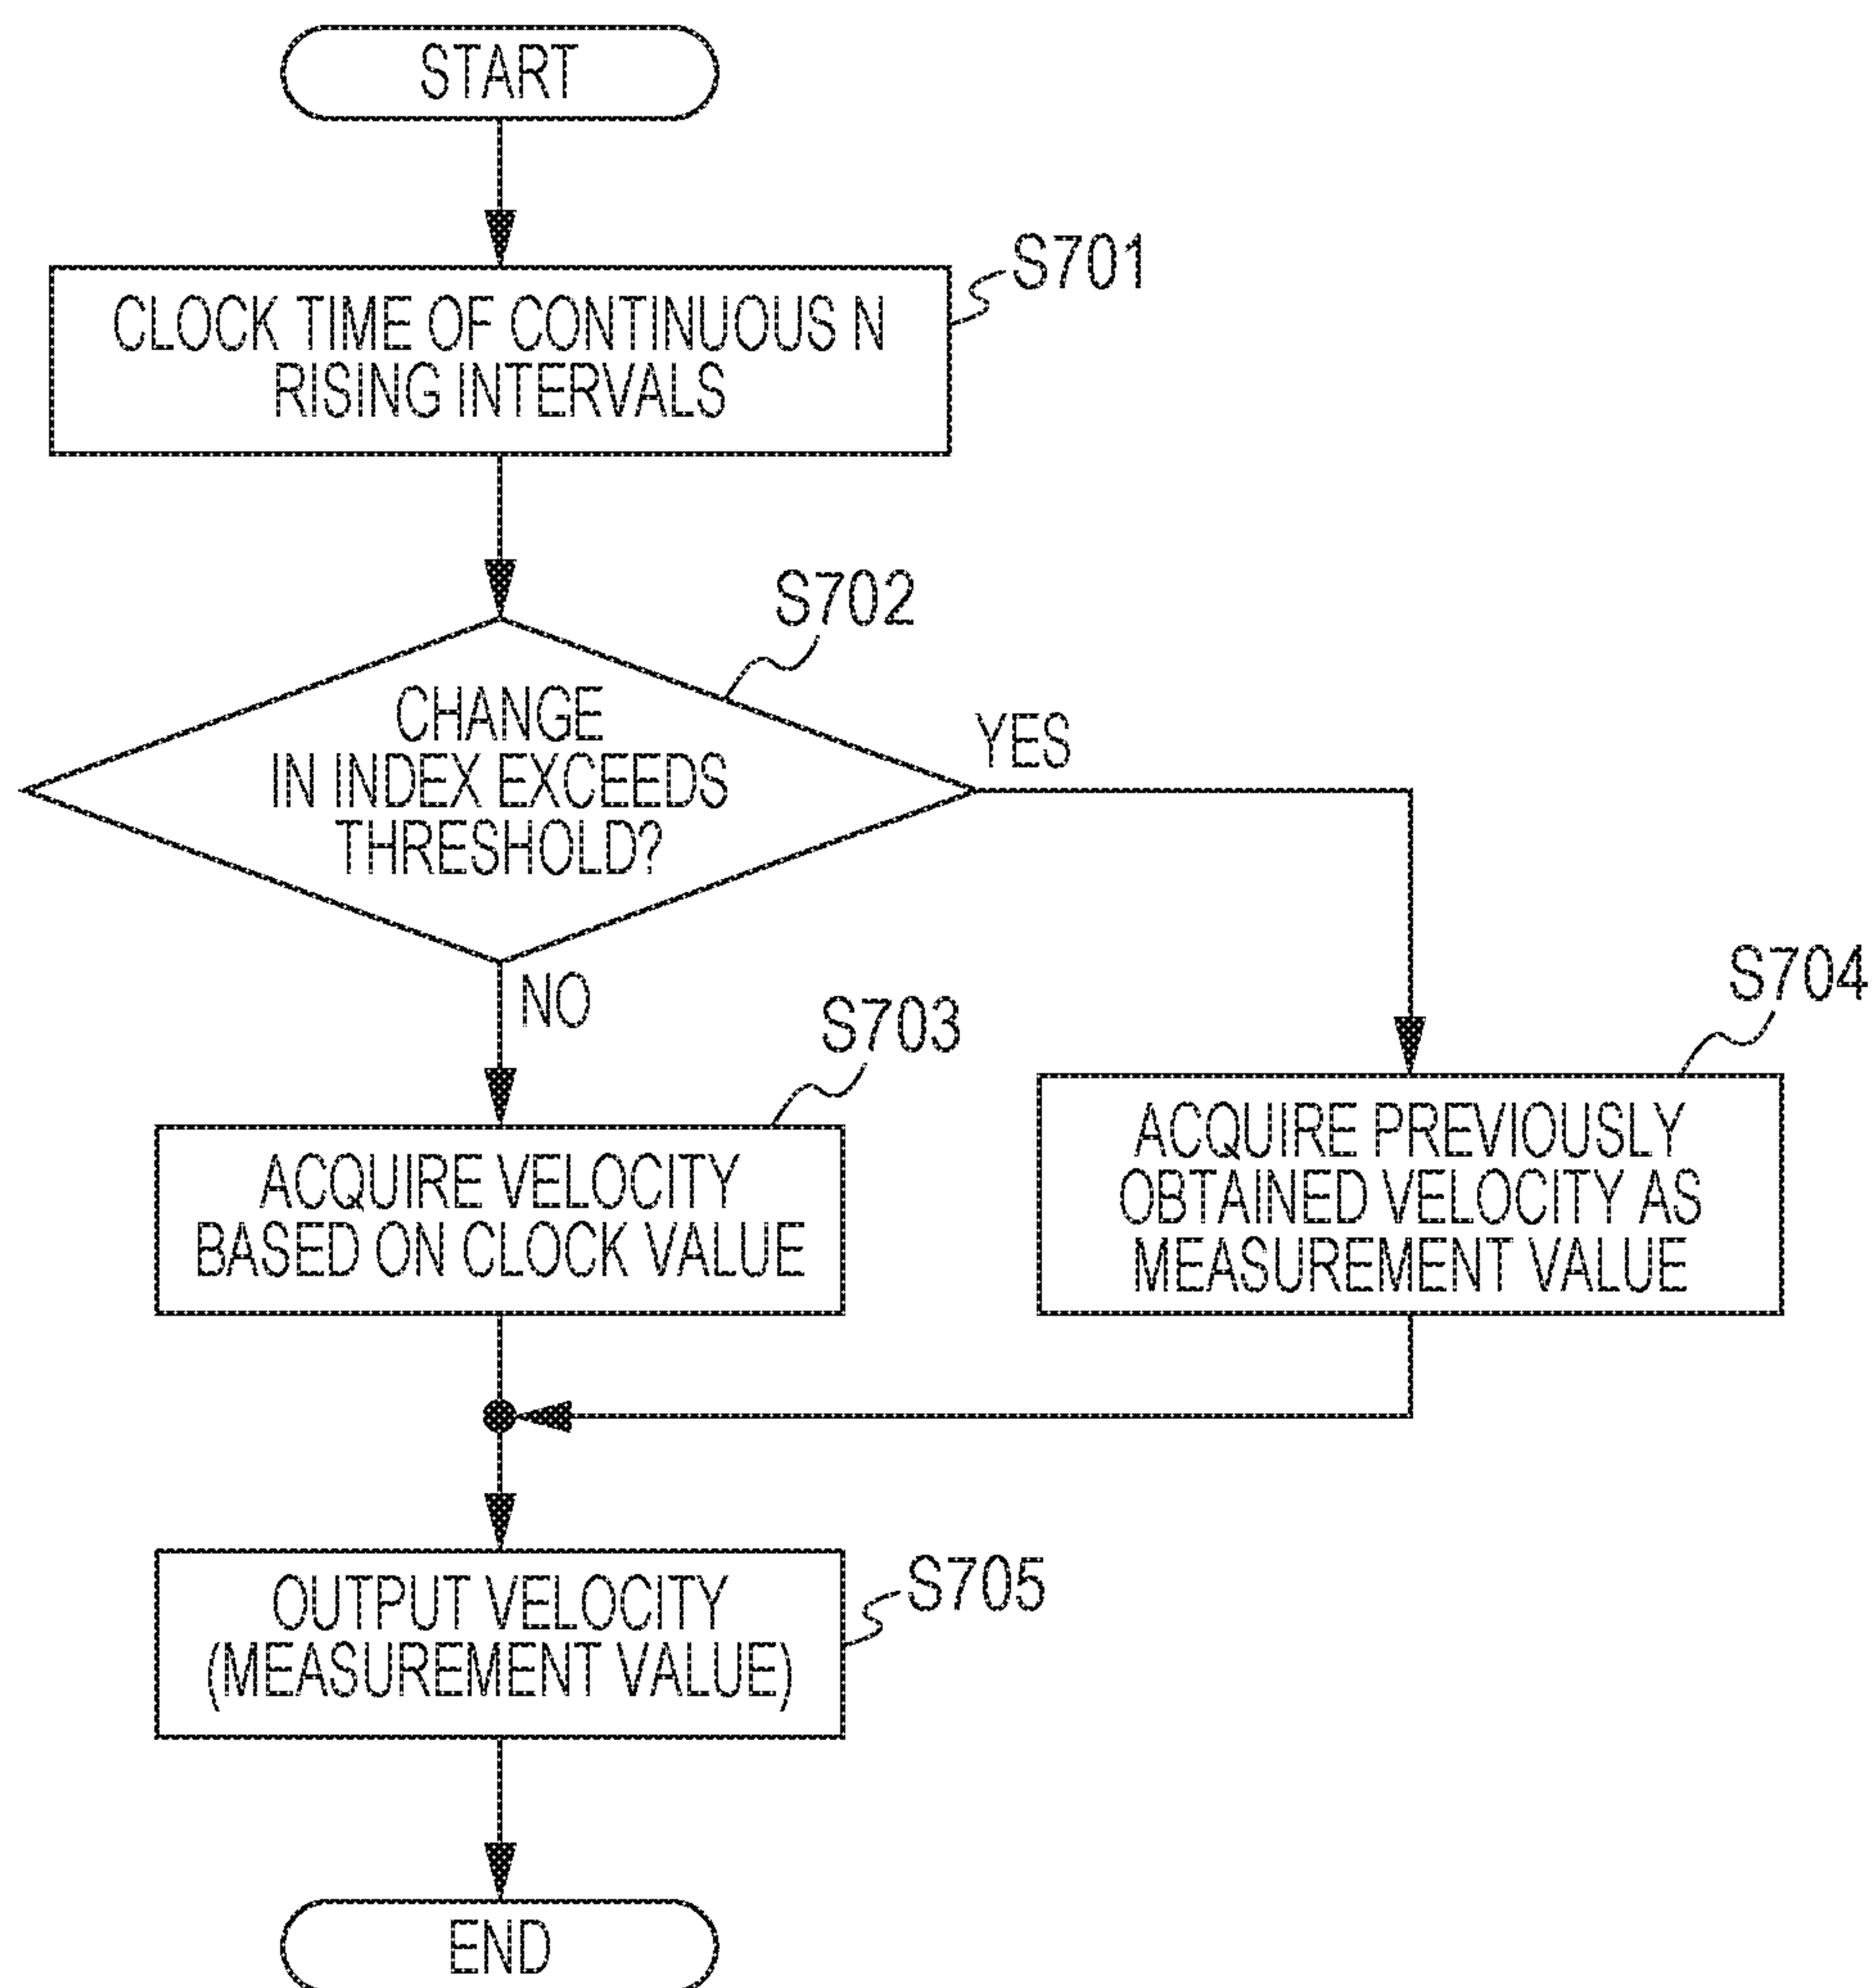 START
S701
CLOCK TIME OF CONTINUOUS N
RISING INTERVALS
S702
CHANGE
IN INDEX EXCEEDS
THRESHOLD?
YES
NO
S703
S704
ACQUIRE VELOCITY
BASED ON CLOCK VALUE
ACQUIRE PREVIOUSLY
OBTAINED VELOCITY AS
MEASUREMENT VALUE
S705
OUTPUT VELOCITY
(MEASUREMENT VALUE)
END